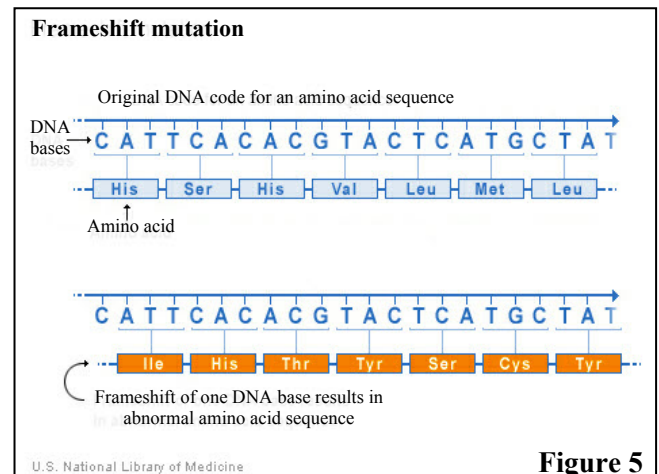 Frameshift mutation
Original DNA code for an amino acid sequence
DNA
bases
C A T T C A C A C G T A C T C A T G C T A T
His Ser His Val Leu Met Leu
Amino acid
C A T T C A C A C G T A C T C A T G C T A T
Ile His Thr Tyr Ser Cys Tyr
Frameshift of one DNA base results in
abnormal amino acid sequence
U.S. National Library of Medicine
Figure 5